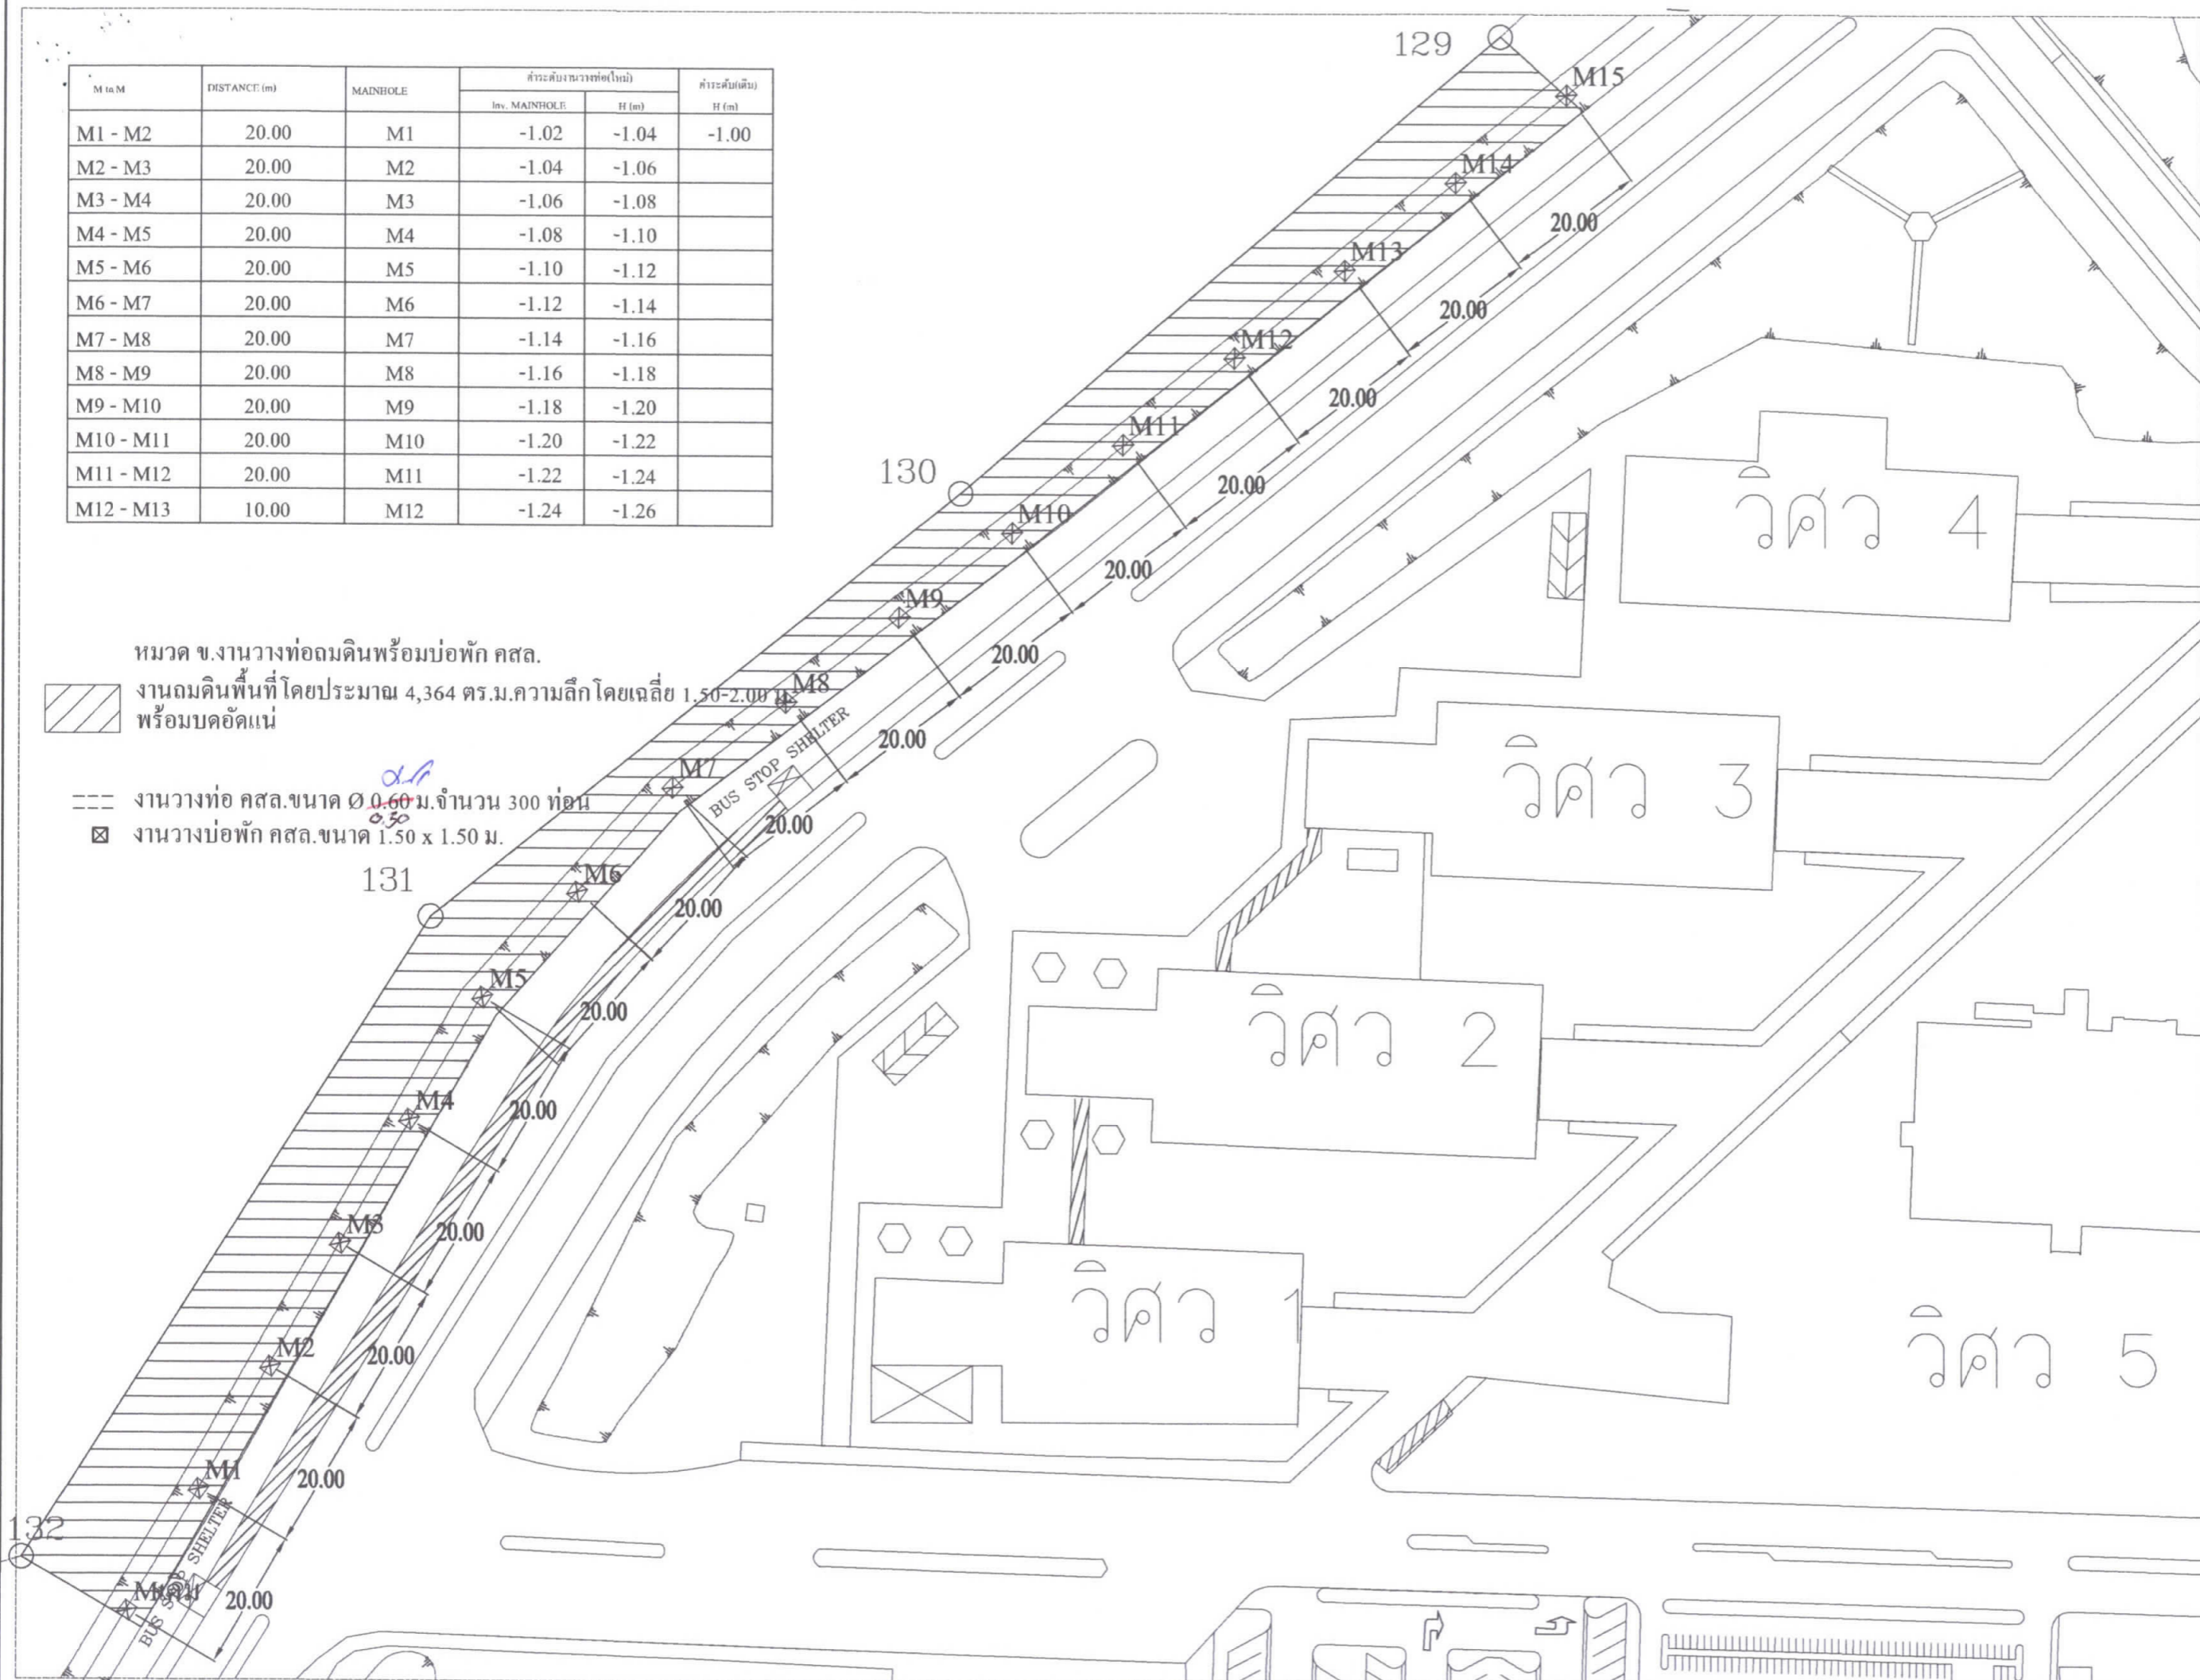 M to M DISTANCE (m) MAINHOLE ค่าระดับงานวางท่อ(ใหม่) ค่าระดับ(เดิม)
Inv. MAINHOLE H (m) H (m)
M1 - M2 20.00 M1 -1.02 -1.04 -1.00
M2 - M3 20.00 M2 -1.04 -1.06
M3 - M4 20.00 M3 -1.06 -1.08
M4 - M5 20.00 M4 -1.08 -1.10
M5 - M6 20.00 M5 -1.10 -1.12
M6 - M7 20.00 M6 -1.12 -1.14
M7 - M8 20.00 M7 -1.14 -1.16
M8 - M9 20.00 M8 -1.16 -1.18
M9 - M10 20.00 M9 -1.18 -1.20
M10 - M11 20.00 M10 -1.20 -1.22
M11 - M12 20.00 M11 -1.22 -1.24
M12 - M13 10.00 M12 -1.24 -1.26
หมวด ข.งานวางท่อถมดินพร้อมบ่อพัก คสล.
งานถมดินพื้นที่โดยประมาณ 4,364 ตร.ม.ความลึกโดยเฉลี่ย 1.50-2.00 ม.
พร้อมบดอัดแน่
งานวางท่อ คสล.ขนาด Ø 0.60 ม.จำนวน 300 ท่อน
0.50
งานวางบ่อพัก คสล.ขนาด 1.50 x 1.50 ม.
129
M15
M14
20.00
M13
20.00
M12
20.00
M11
20.00
130
M10
20.00
M9
20.00
M8
20.00
BUS STOP SHELTER
M7
20.00
131
M6
20.00
M5
20.00
M4
20.00
M3
20.00
M2
20.00
M1
20.00
132
Mเดิม
BUS STOP SHELTER
20.00
วิศว 4
วิศว 3
วิศว 2
วิศว 1
วิศว 5